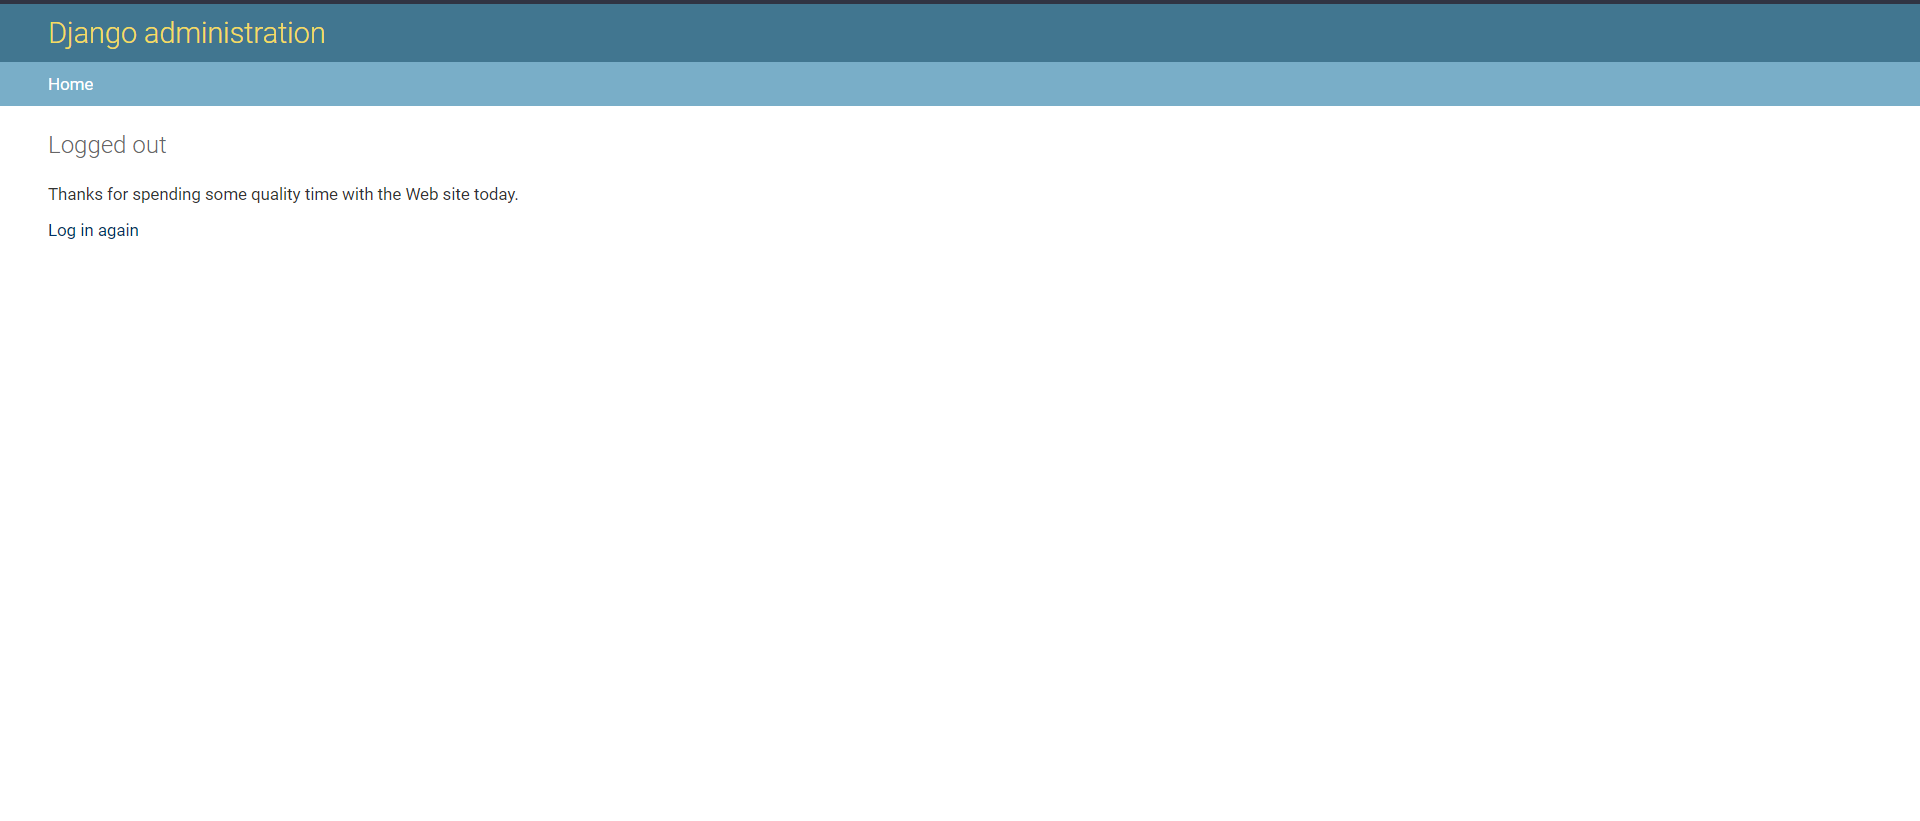 Django administration
Home
Logged out
Thanks for spending some quality time with the Web site today.
Log in again